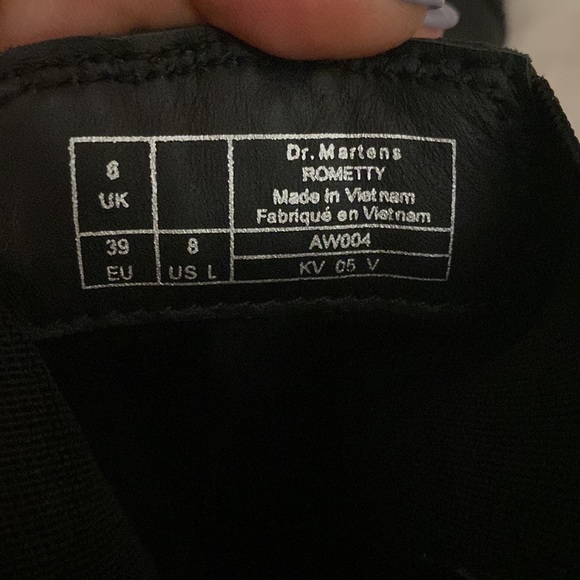 6
UK
39
EU
8
US L
Dr. Martens
ROMETTY
Made in Vietnam
Fabriqué en Vietnam
AW004
KV 05 V